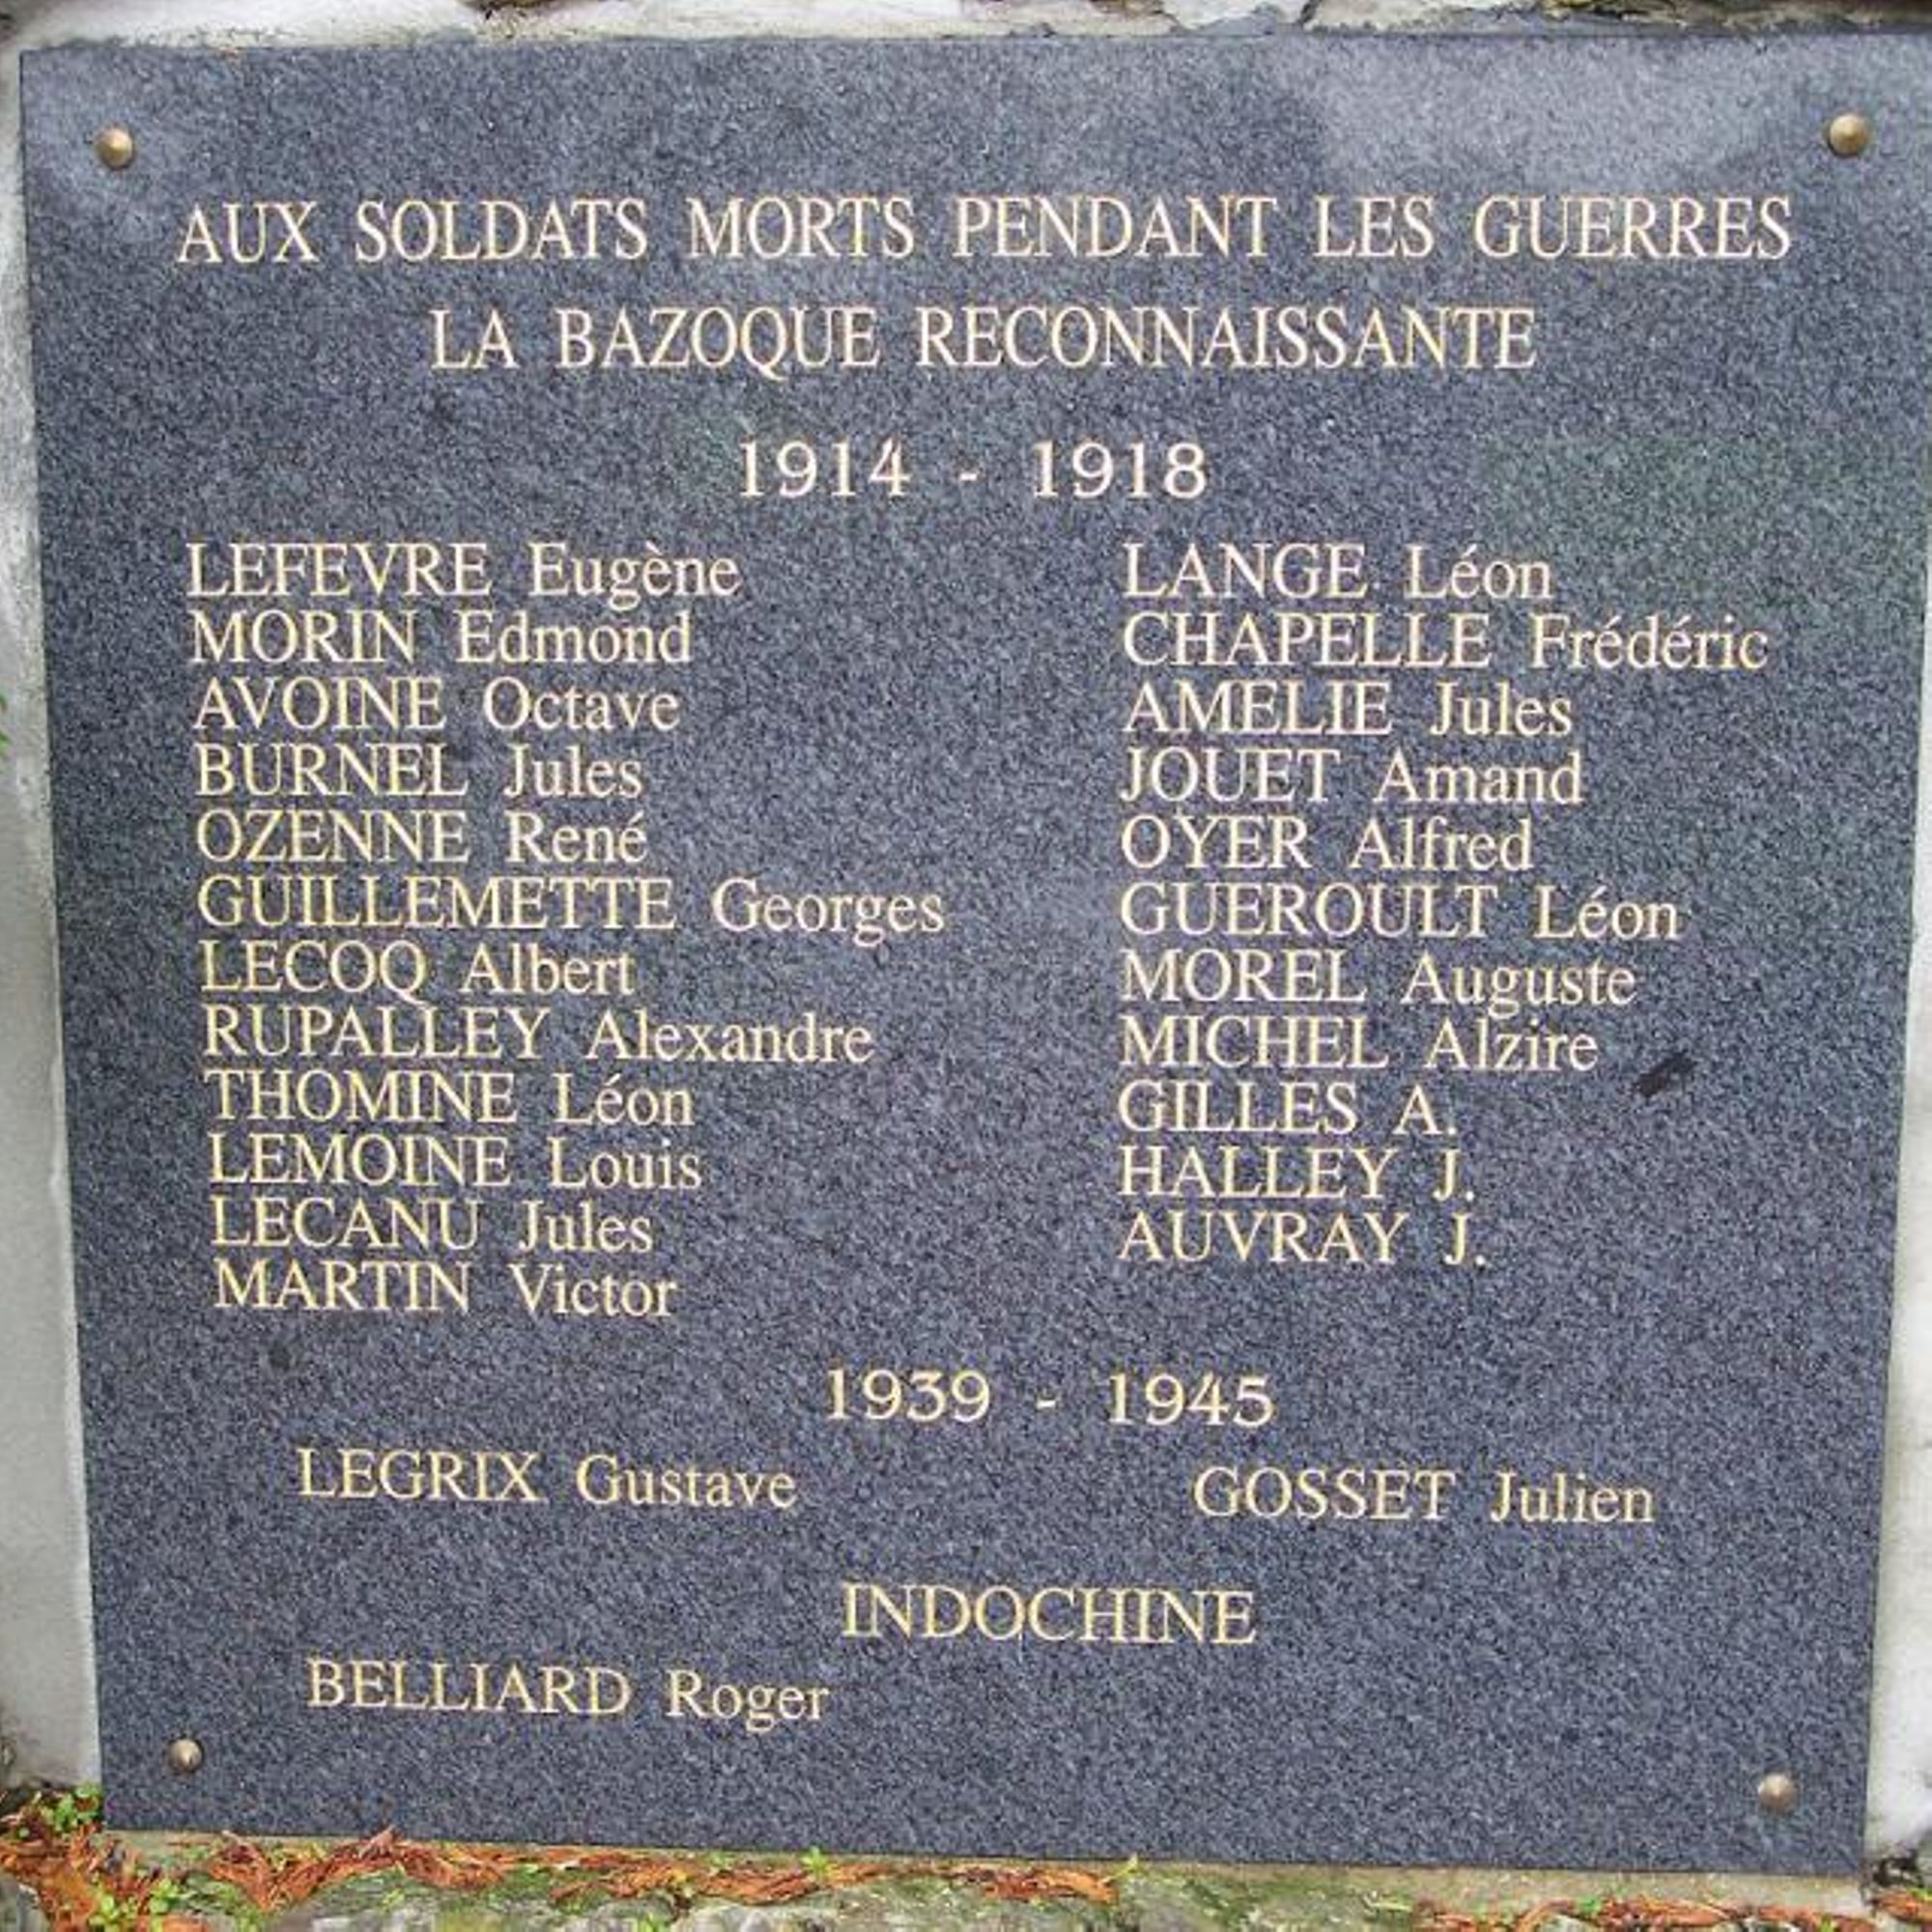 AUX SOLDATS MORTS PENDANT LES GUERRES
LA BAZOQUE RECONNAISSANTE
1914 - 1918
LEFEVRE Eugène
MORIN Edmond
AVOINE Octave
BURNEL Jules
OZENNE René
GUILLEMETTE Georges
LECOQ Albert
RUPALLEY Alexandre
THOMINE Léon
LEMOINE Louis
LECANU Jules
MARTIN Victor
LANGE Léon
CHAPELLE Frédéric
AMELIE Jules
JOUET Amand
OYER Alfred
GUEROULT Léon
MOREL Auguste
MICHEL Alzire
GILLES A.
HALLEY J.
AUVRAY J.
1939 - 1945
LEGRIX Gustave
GOSSET Julien
INDOCHINE
BELLIARD Roger